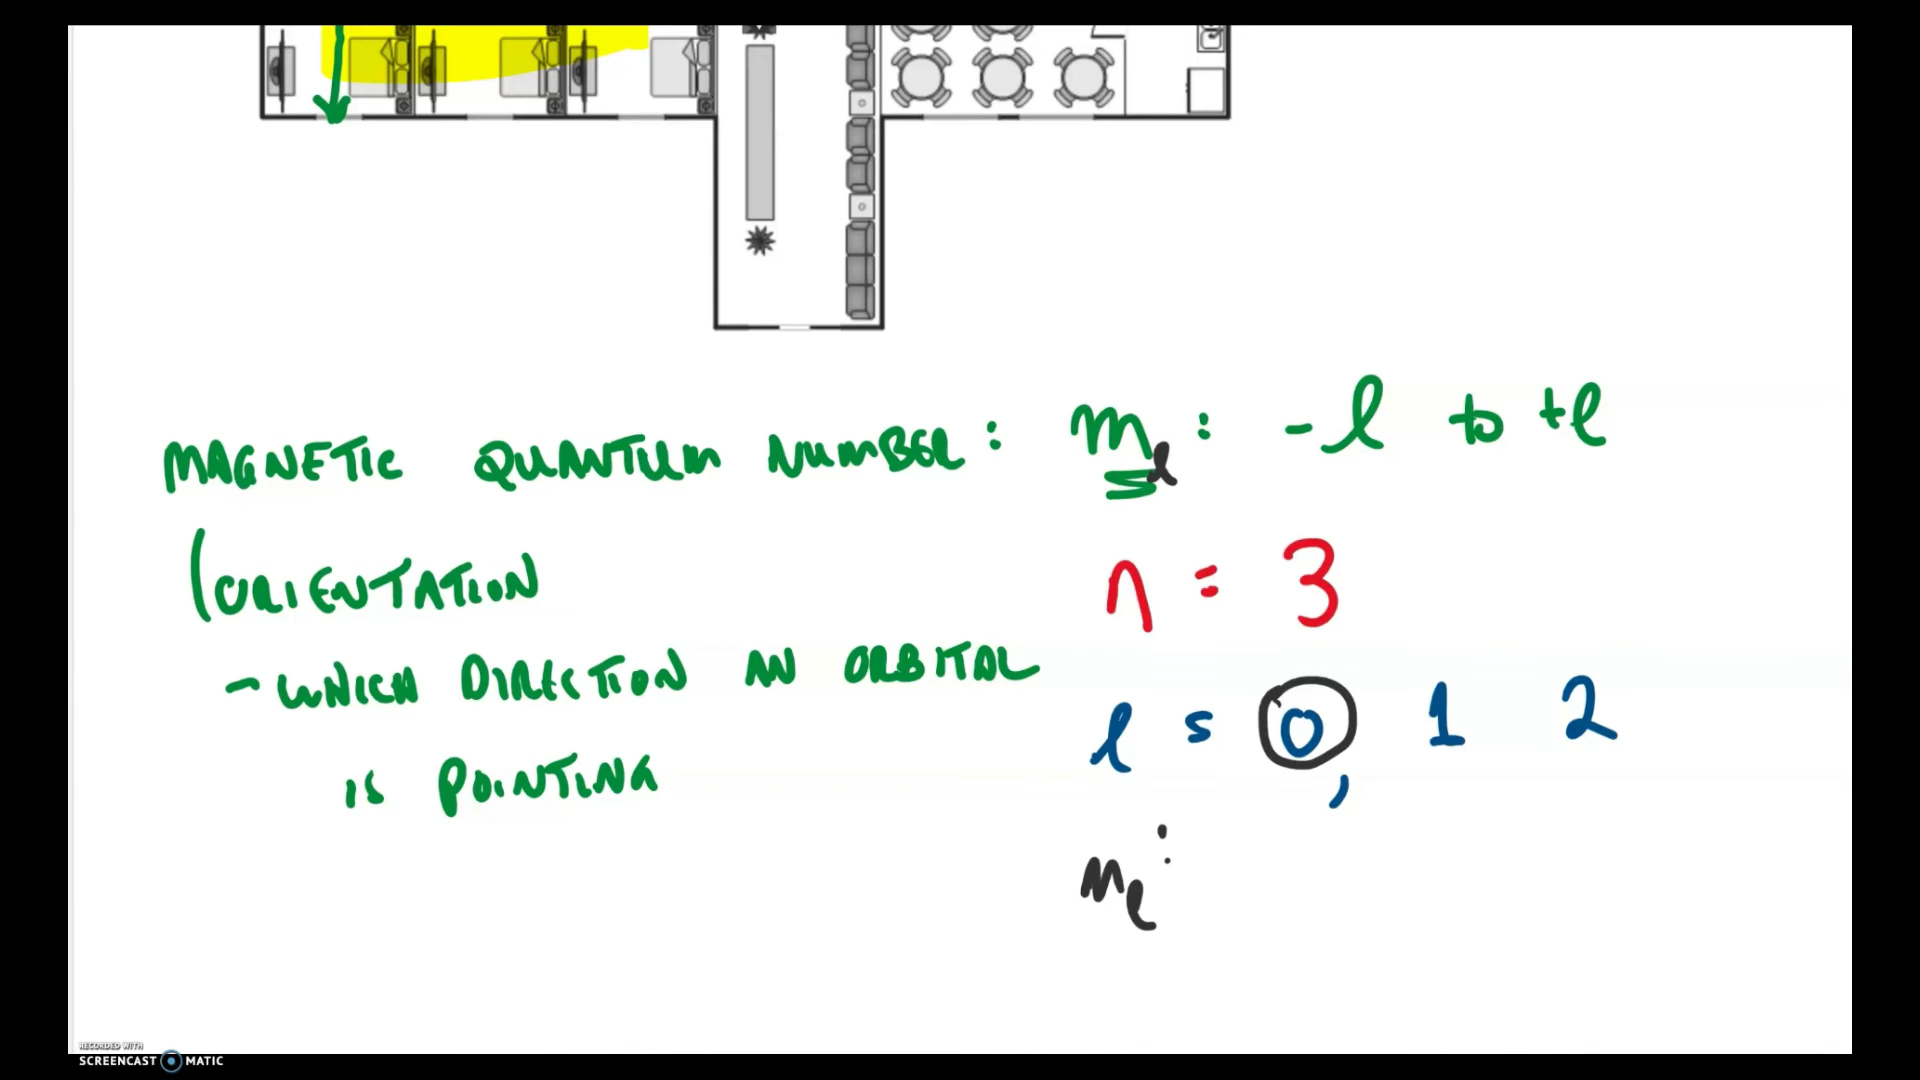 MAGNETIC QUANTUM NUMBER: mℓ: -ℓ to +ℓ
(ORIENTATION
n = 3
- WHICH DIRECTION AN ORBITAL
ℓ = 0, 1 2
IS POINTING
mℓ:
RECORDED WITH
SCREENCAST MATIC